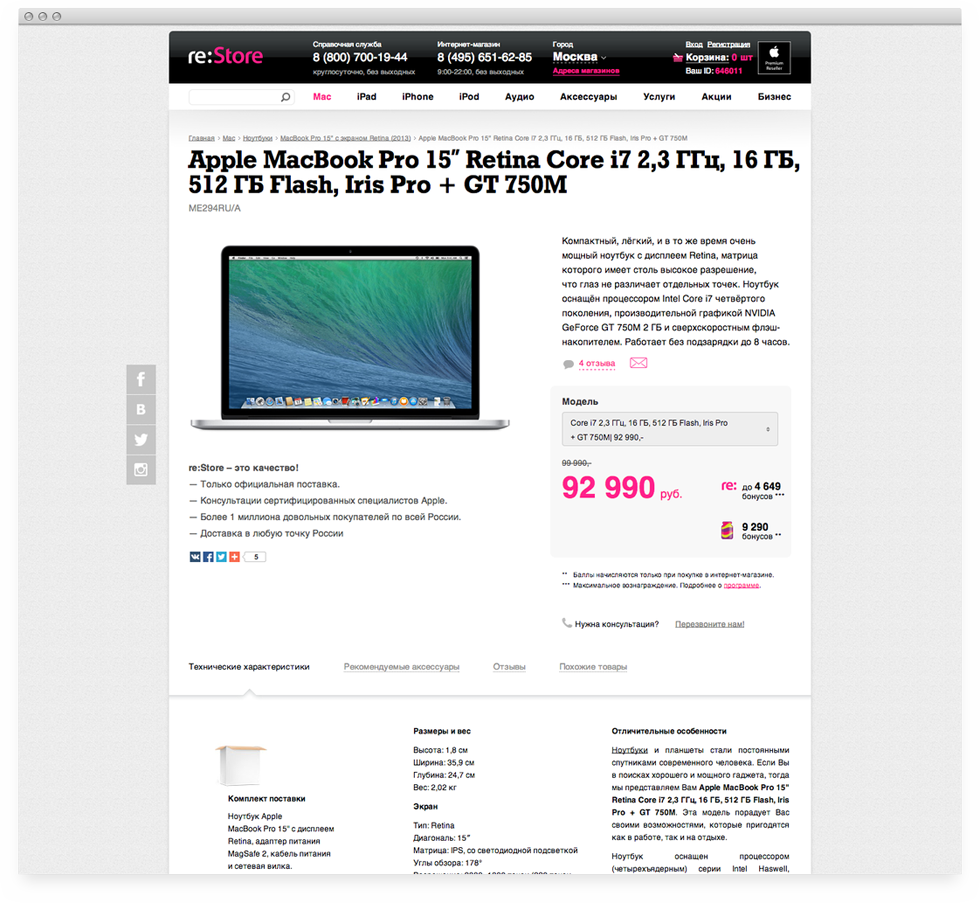 re:Store
Справочная служба
8 (800) 700-19-44
круглосуточно, без выходных
Интернет-магазин
8 (495) 651-62-85
9:00-22:00, без выходных
Город
Москва
Адреса магазинов
Вход Регистрация
Корзина: 0 шт
Ваш ID: 646011
Premium
Reseller
Mac iPad iPhone iPod Аудио Аксессуары Услуги Акции Бизнес
Главная › Mac › Ноутбуки › MacBook Pro 15" с экраном Retina (2013) › Apple MacBook Pro 15" Retina Core i7 2,3 ГГц, 16 ГБ, 512 ГБ Flash, Iris Pro + GT 750M
Apple MacBook Pro 15" Retina Core i7 2,3 ГГц, 16 ГБ,
512 ГБ Flash, Iris Pro + GT 750M
ME294RU/A
Компактный, лёгкий, и в то же время очень
мощный ноутбук с дисплеем Retina, матрица
которого имеет столь высокое разрешение,
что глаз не различает отдельных точек. Ноутбук
оснащён процессором Intel Core i7 четвёртого
поколения, производительной графикой NVIDIA
GeForce GT 750M 2 ГБ и сверхскоростным флэш-
накопителем. Работает без подзарядки до 8 часов.
4 отзыва
Модель
Core i7 2,3 ГГц, 16 ГБ, 512 ГБ Flash, Iris Pro
+ GT 750M| 92 990,-
99 990,-
92 990 руб.
re: до 4 649
бонусов ***
9 290
бонусов **
** Баллы начисляются только при покупке в интернет-магазине.
*** Максимальное вознаграждение. Подробнее о программе.
Нужна консультация? Перезвоните нам!
re:Store – это качество!
— Только официальная поставка.
— Консультации сертифицированных специалистов Apple.
— Более 1 миллиона довольных покупателей по всей России.
— Доставка в любую точку России
5
Технические характеристики Рекомендуемые аксессуары Отзывы Похожие товары
Комплект поставки
Ноутбук Apple
MacBook Pro 15" с дисплеем
Retina, адаптер питания
MagSafe 2, кабель питания
и сетевая вилка.
Размеры и вес
Высота: 1,8 см
Ширина: 35,9 см
Глубина: 24,7 см
Вес: 2,02 кг
Экран
Тип: Retina
Диагональ: 15"
Матрица: IPS, со светодиодной подсветкой
Углы обзора: 178°
Отличительные особенности
Ноутбуки и планшеты стали постоянными
спутниками современного человека. Если Вы
в поисках хорошего и мощного гаджета, тогда
мы представляем Вам Apple MacBook Pro 15"
Retina Core i7 2,3 ГГц, 16 ГБ, 512 ГБ Flash, Iris
Pro + GT 750M. Эта модель порадует Вас
своими возможностями, которые пригодятся
как в работе, так и на отдыхе.
Ноутбук оснащен процессором
(четырехъядерным) серии Intel Haswell,